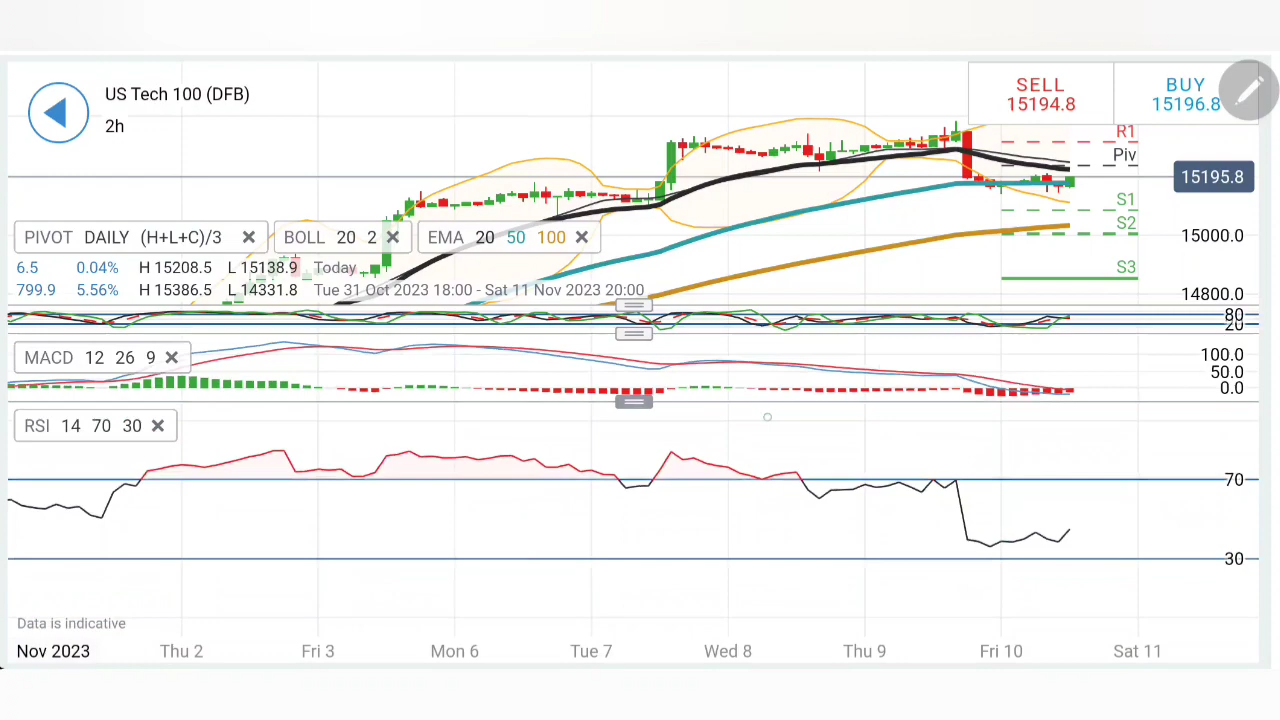 US Tech 100 (DFB)
2h
SELL
15194.8
BUY
15196.8
R1
Piv
15195.8
S1
S2
15000.0
S3
14800.0
PIVOT DAILY (H+L+C)/3
BOLL 20 2
EMA 20 50 100
6.5 0.04% H 15208.5 L 15138.9 Today
799.9 5.56% H 15386.5 L 14331.8 Tue 31 Oct 2023 18:00 - Sat 11 Nov 2023 20:00
80
20
MACD 12 26 9
100.0
50.0
0.0
RSI 14 70 30
70
30
Data is indicative
Nov 2023 Thu 2 Fri 3 Mon 6 Tue 7 Wed 8 Thu 9 Fri 10 Sat 11